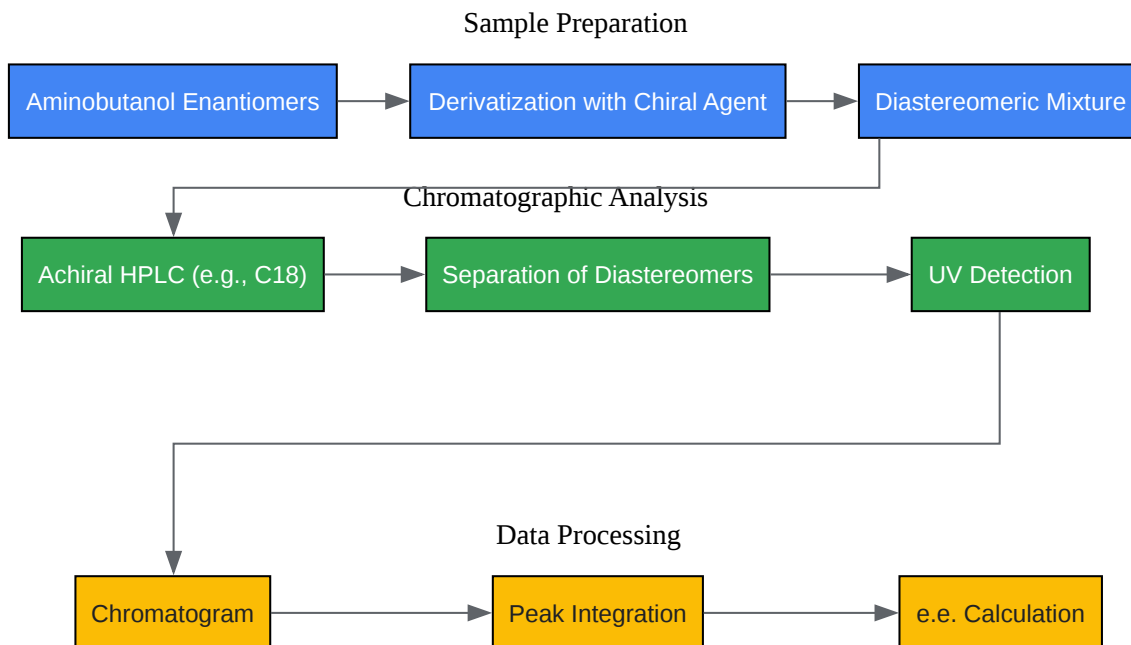 Sample Preparation
Aminobutanol Enantiomers
Derivatization with Chiral Agent
Diastereomeric Mixture
Chromatographic Analysis
Achiral HPLC (e.g., C18)
Separation of Diastereomers
UV Detection
Data Processing
Chromatogram
Peak Integration
e.e. Calculation